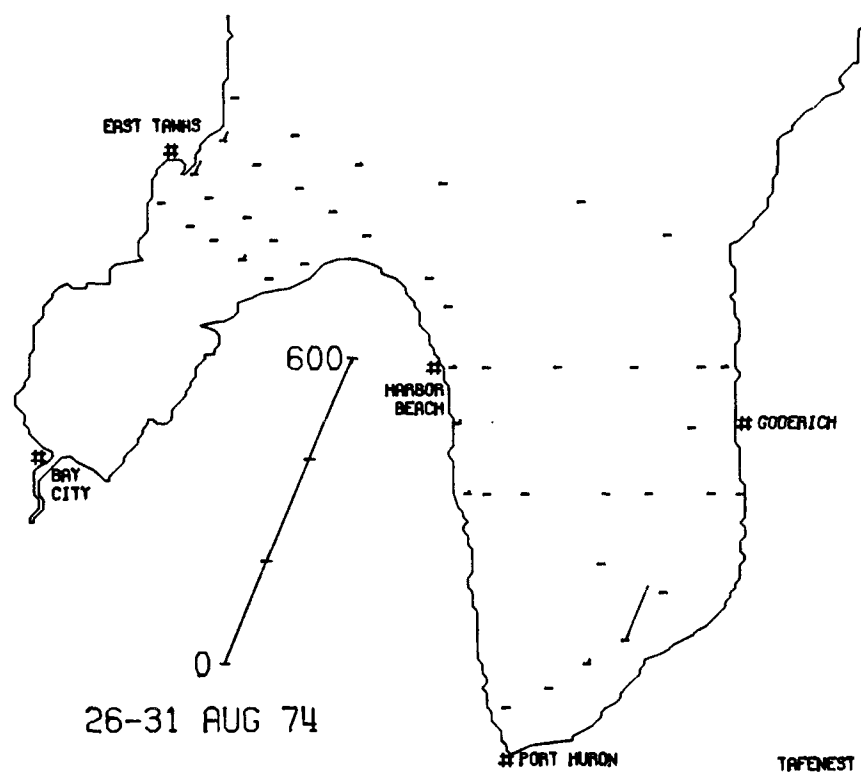 EAST TAWAS
#
600
#
HARBOR
BEACH
# GODERICH
#
BAY
CITY
0
26-31 AUG 74
# PORT HURON
TAFENEST